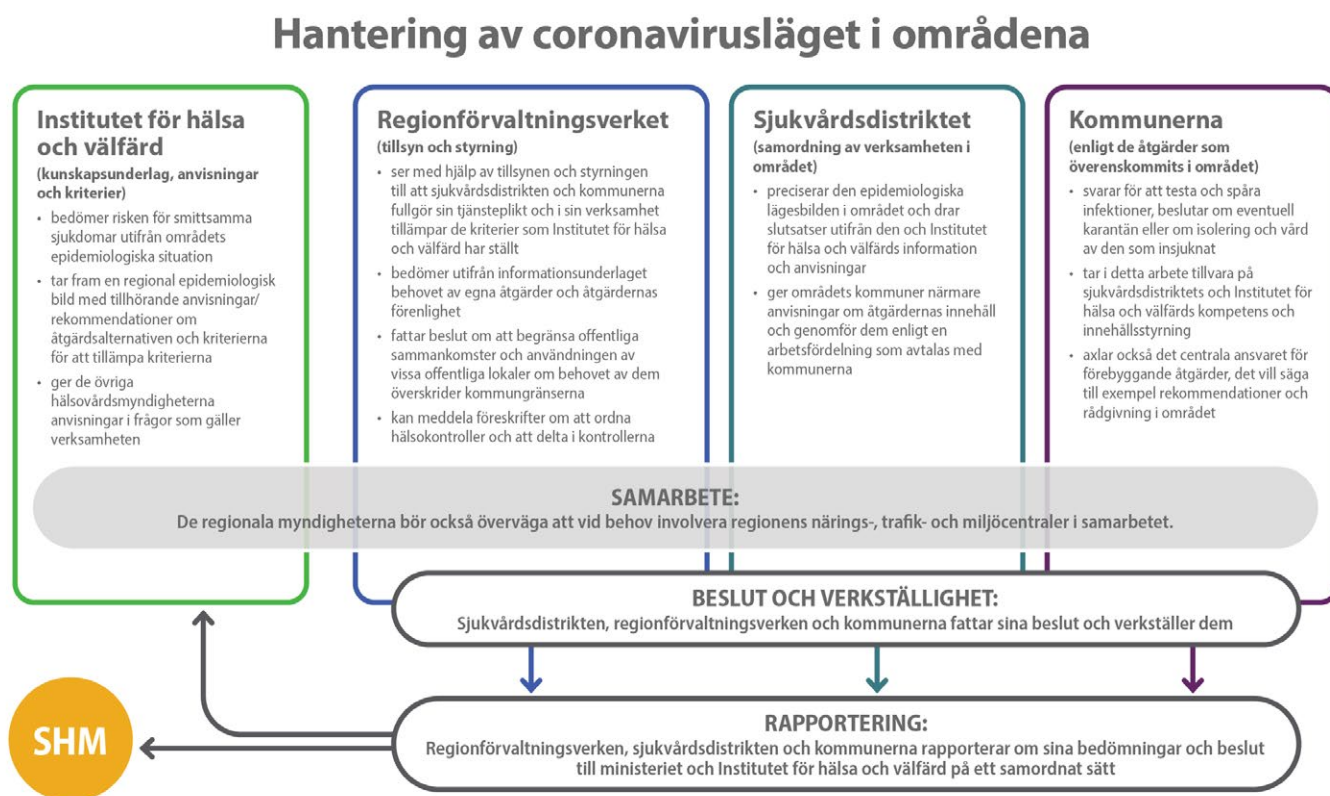 Hantering av coronavirusläget i områdena
Institutet för hälsa
och välfärd
(kunskapsunderlag, anvisningar
och kriterier)
• bedömer risken för smittsamma
sjukdomar utifrån områdets
epidemiologiska situation
• tar fram en regional epidemiologisk
bild med tillhörande anvisningar/
rekommendationer om
åtgärdsalternativen och kriterierna
för att tillämpa kriterierna
• ger de övriga
hälsovårdsmyndigheterna
anvisningar i frågor som gäller
verksamheten
Regionförvaltningsverket
(tillsyn och styrning)
• ser med hjälp av tillsynen och styrningen
till att sjukvårdsdistrikten och kommunerna
fullgör sin tjänsteplikt och i sin verksamhet
tillämpar de kriterier som Institutet för hälsa
och välfärd har ställt
• bedömer utifrån informationsunderlaget
behovet av egna åtgärder och åtgärdernas
förenlighet
• fattar beslut om att begränsa offentliga
sammankomster och användningen av
vissa offentliga lokaler om behovet av dem
överskrider kommungränserna
• kan meddela föreskrifter om att ordna
hälsokontroller och att delta i kontrollerna
Sjukvårdsdistriktet
(samordning av verksamheten i
området)
• preciserar den epidemiologiska
lägesbilden i området och drar
slutsatser utifrån den och Institutet
för hälsa och välfärds information
och anvisningar
• ger områdets kommuner närmare
anvisningar om åtgärdernas innehåll
och genomför dem enligt en
arbetsfördelning som avtalas med
kommunerna
Kommunerna
(enligt de åtgärder som
överenskommits i området)
• svarar för att testa och spåra
infektioner, beslutar om eventuell
karantän eller om isolering och vård
av den som insjuknat
• tar i detta arbete tillvara på
sjukvårdsdistriktets och Institutet för
hälsa och välfärds kompetens och
innehållsstyrning
• axlar också det centrala ansvaret för
förebyggande åtgärder, det vill säga
till exempel rekommendationer och
rådgivning i området
SAMARBETE:
De regionala myndigheterna bör också överväga att vid behov involvera regionens närings-, trafik- och miljöcentraler i samarbetet.
BESLUT OCH VERKSTÄLLIGHET:
Sjukvårdsdistrikten, regionförvaltningsverken och kommunerna fattar sina beslut och verkställer dem
SHM
RAPPORTERING:
Regionförvaltningsverken, sjukvårdsdistrikten och kommunerna rapporterar om sina bedömningar och beslut
till ministeriet och Institutet för hälsa och välfärd på ett samordnat sätt